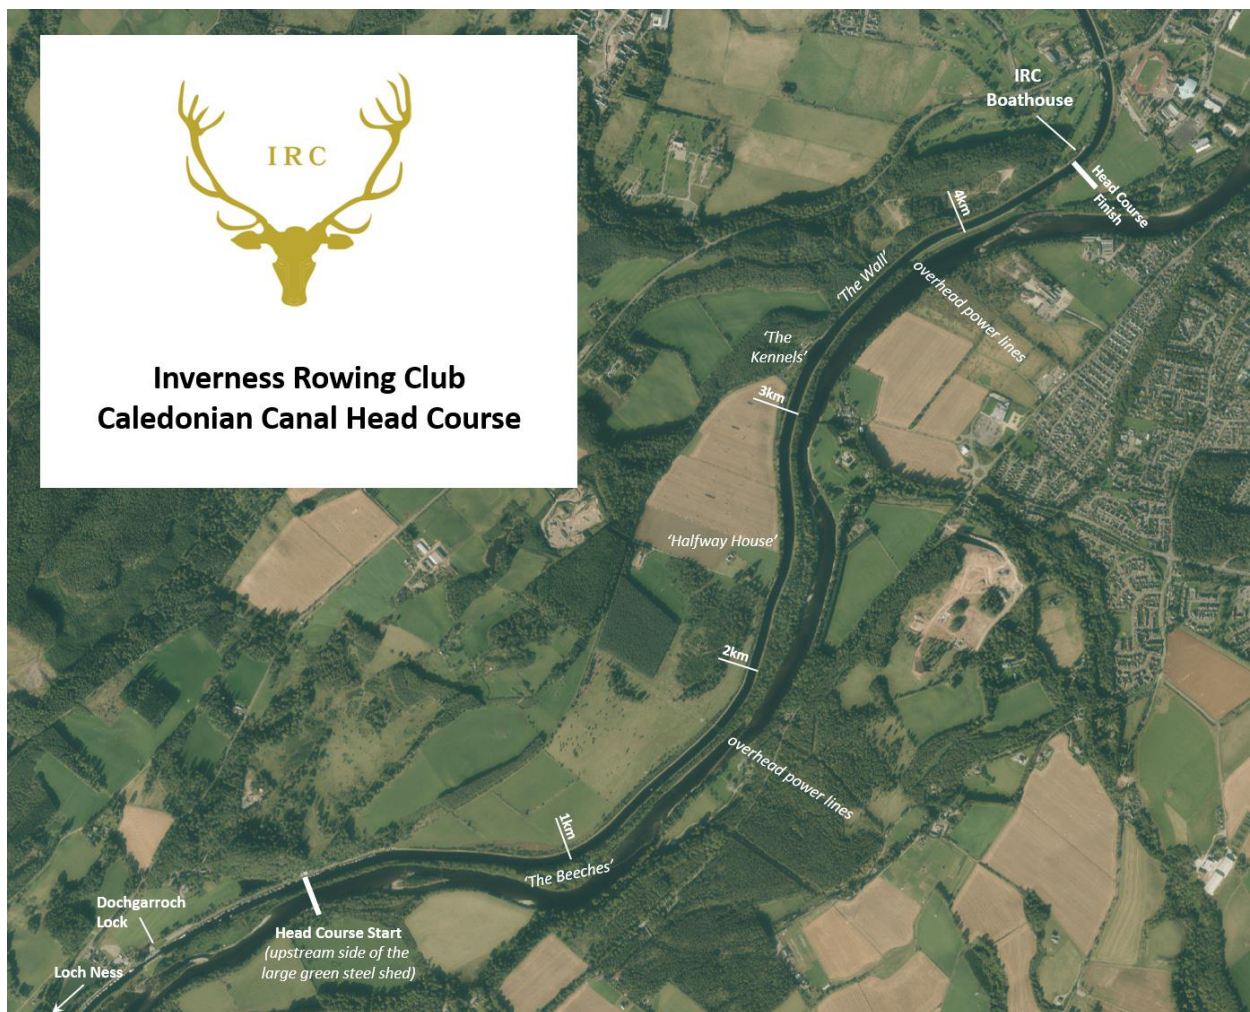 IRC
Inverness Rowing Club
Caledonian Canal Head Course
IRC
Boathouse
Head Course
Finish
4km
'The Wall'
overhead power lines
'The
Kennels'
3km
'Halfway House'
2km
overhead power lines
1km
'The Beeches'
Dochgarroch
Lock
Head Course Start
(upstream side of the
large green steel shed)
Loch Ness